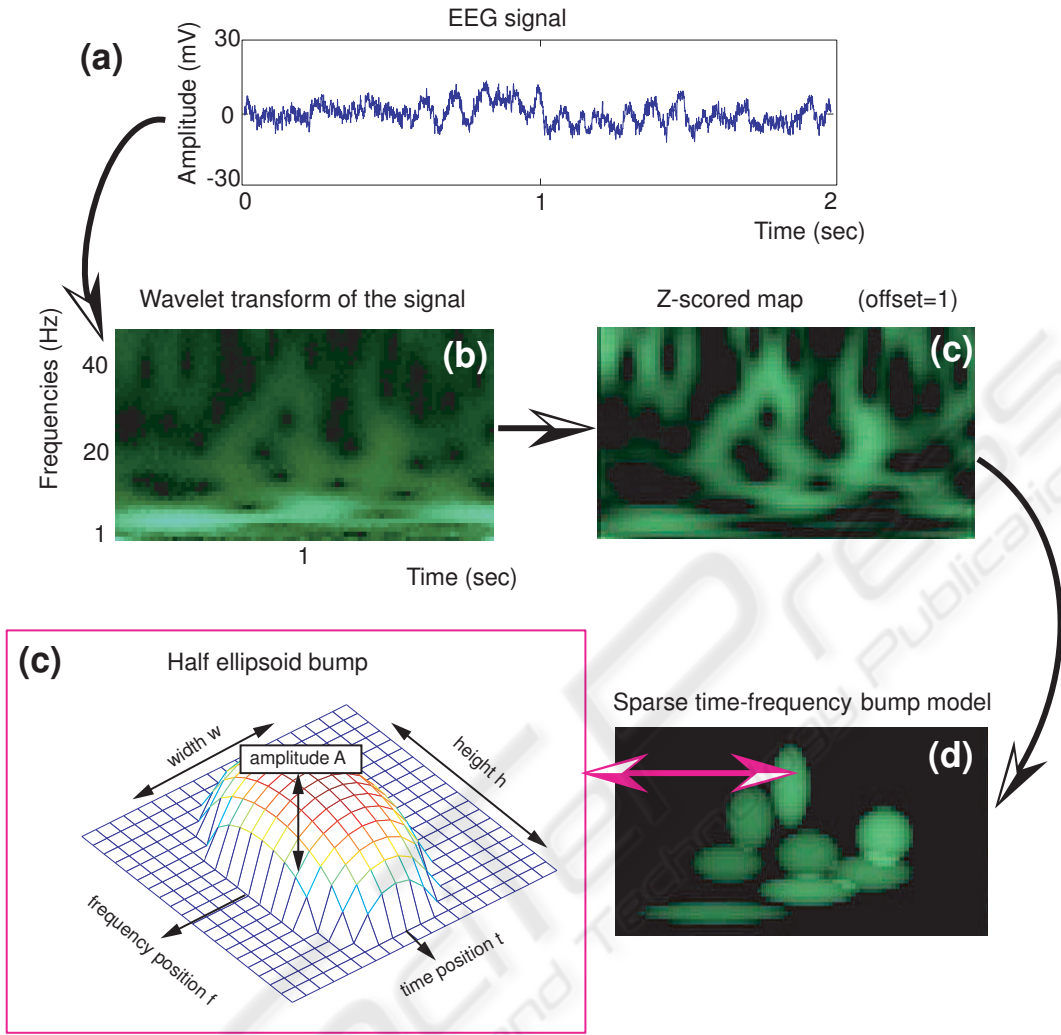 EEG signal
(a)
Amplitude (mV)
30
0
-30
0
1
2
Time (sec)
Wavelet transform of the signal
Z-scored map (offset=1)
Frequencies (Hz)
40
20
1
(b)
(c)
1
Time (sec)
(c)
Half ellipsoid bump
width w
amplitude A
height h
frequency position f
time position t
Sparse time-frequency bump model
(d)